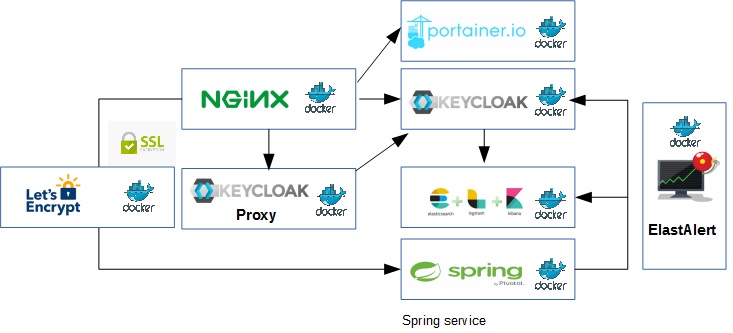 portainer.io
docker
NGINX
docker
KEYCLOAK
docker
SSL
docker
Let's
Encrypt
docker
KEYCLOAK
Proxy
docker
elasticsearch
+
logstash
+
kibana
docker
ElastAlert
spring
by Pivotal.
docker
Spring service